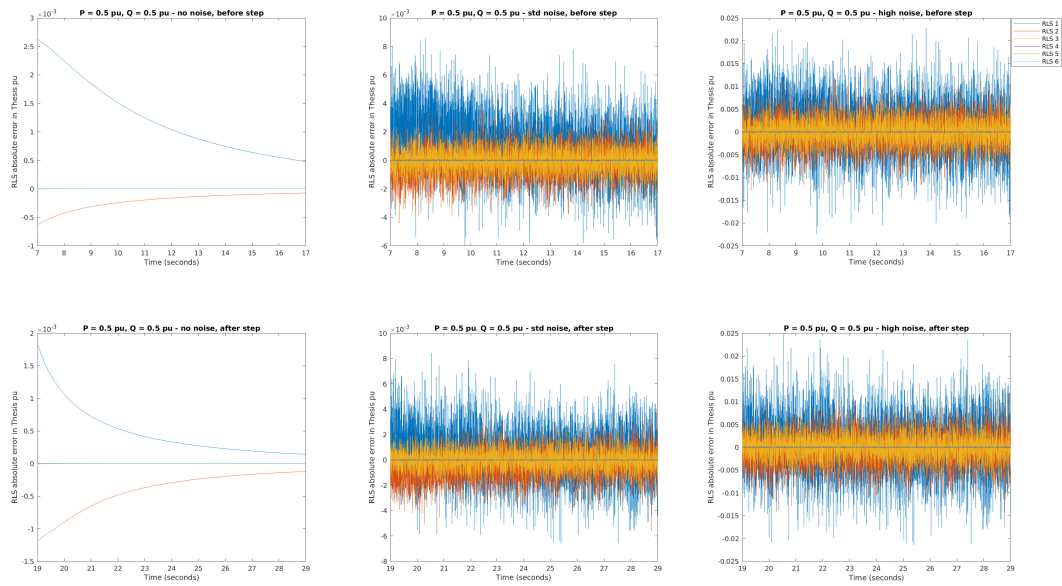 P = 0.5 pu, Q = 0.5 pu - no noise, before step
×10⁻³
RLS absolute error in Thesis pu
3
2.5
2
1.5
1
0.5
0
-0.5
-1
7 8 9 10 11 12 13 14 15 16 17
Time (seconds)
P = 0.5 pu, Q = 0.5 pu - std noise, before step
×10⁻³
RLS absolute error in Thesis pu
10
8
6
4
2
0
-2
-4
-6
7 8 9 10 11 12 13 14 15 16 17
Time (seconds)
P = 0.5 pu, Q = 0.5 pu - high noise, before step
RLS absolute error in Thesis pu
0.025
0.02
0.015
0.01
0.005
0
-0.005
-0.01
-0.015
-0.02
-0.025
7 8 9 10 11 12 13 14 15 16 17
Time (seconds)
RLS 1
RLS 2
RLS 3
RLS 4
RLS 5
RLS 6
P = 0.5 pu, Q = 0.5 pu - no noise, after step
×10⁻³
RLS absolute error in Thesis pu
2
1.5
1
0.5
0
-0.5
-1
-1.5
19 20 21 22 23 24 25 26 27 28 29
Time (seconds)
P = 0.5 pu, Q = 0.5 pu - std noise, after step
×10⁻³
RLS absolute error in Thesis pu
10
8
6
4
2
0
-2
-4
-6
-8
19 20 21 22 23 24 25 26 27 28 29
Time (seconds)
P = 0.5 pu, Q = 0.5 pu - high noise, after step
RLS absolute error in Thesis pu
0.025
0.02
0.015
0.01
0.005
0
-0.005
-0.01
-0.015
-0.02
-0.025
19 20 21 22 23 24 25 26 27 28 29
Time (seconds)